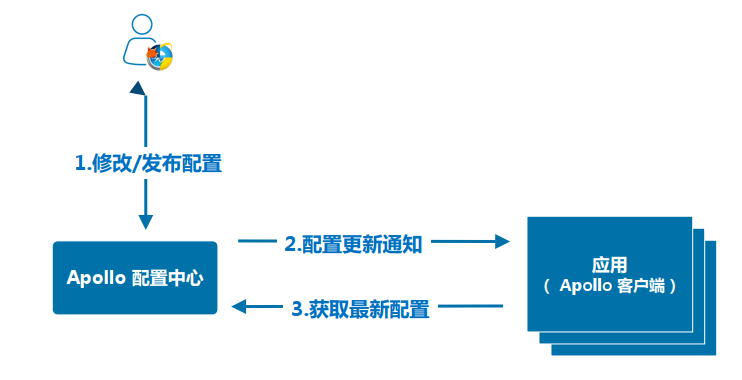 1.修改/发布配置
2.配置更新通知
Apollo 配置中心
应用
（ Apollo 客户端 ）
3.获取最新配置